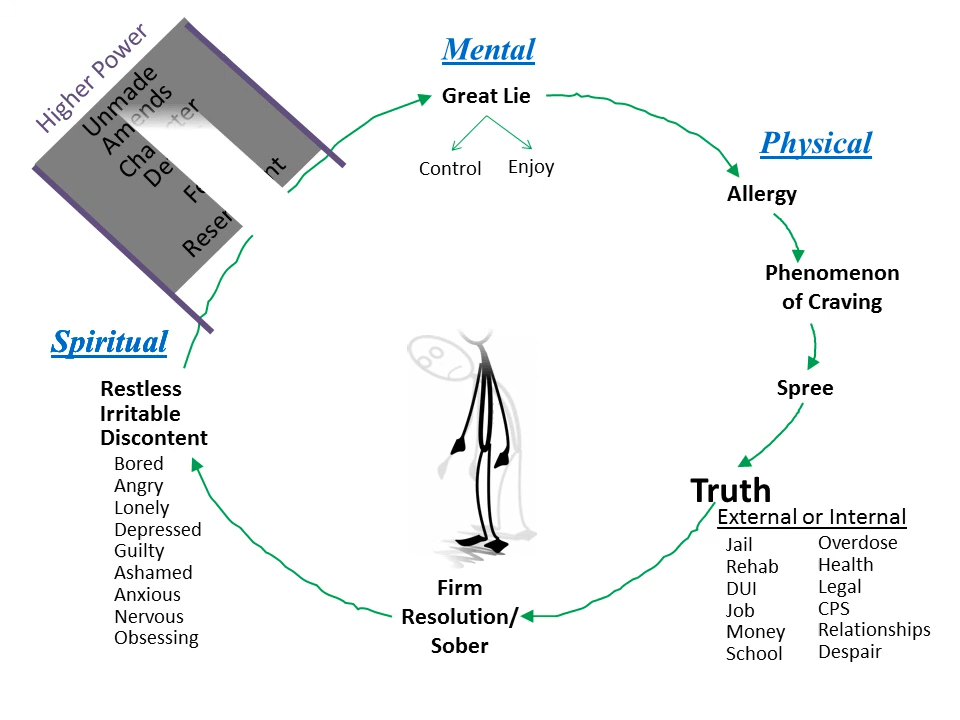 Mental
Great Lie
Control
Enjoy
Physical
Allergy
Phenomenon
of Craving
Spree
Truth
External or Internal
Jail
Rehab
DUI
Job
Money
School
Overdose
Health
Legal
CPS
Relationships
Despair
Firm
Resolution/
Sober
Spiritual
Restless
Irritable
Discontent
Bored
Angry
Lonely
Depressed
Guilty
Ashamed
Anxious
Nervous
Obsessing
Higher Power
Unmade
Amends